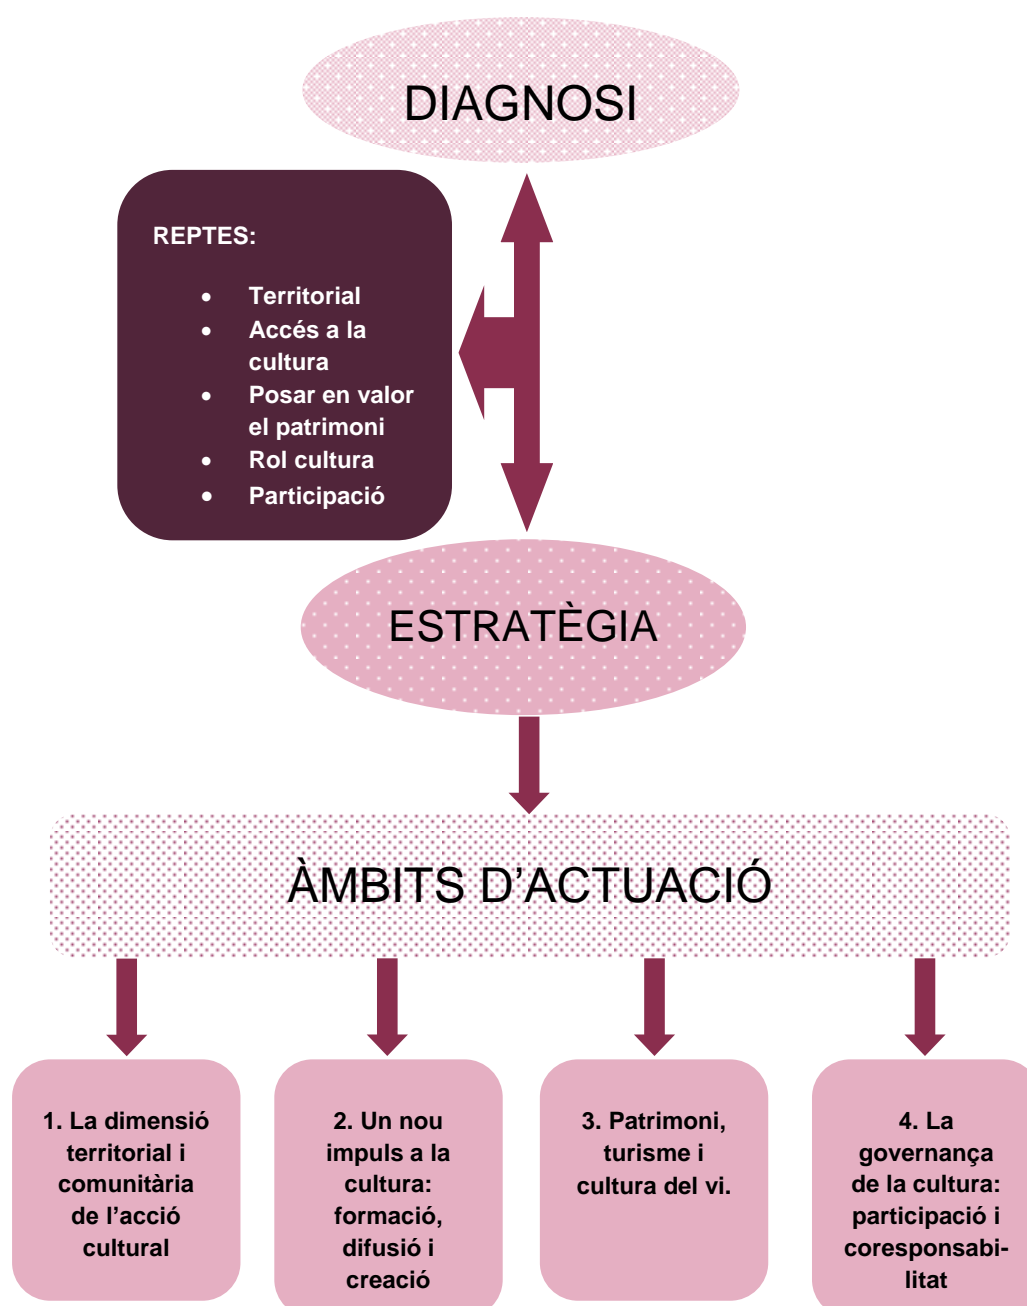 DIAGNOSI
REPTES:
• Territorial
• Accés a la
cultura
• Posar en valor
el patrimoni
• Rol cultura
• Participació
ESTRATÈGIA
ÀMBITS D’ACTUACIÓ
1. La dimensió
territorial i
comunitària
de l’acció
cultural
2. Un nou
impuls a la
cultura:
formació,
difusió i
creació
3. Patrimoni,
turisme i
cultura del vi.
4. La
governança
de la cultura:
participació i
coresponsabi-
litat